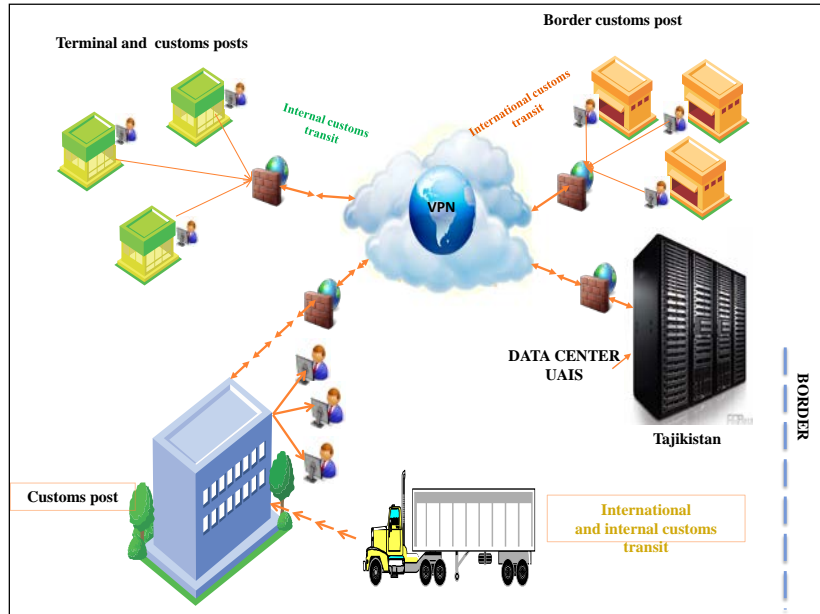 Border customs post
Terminal and customs posts
Internal customs
transit
International customs
transit
VPN
DATA CENTER
UAIS
Tajikistan
BORDER
Customs post
International
and internal customs
transit